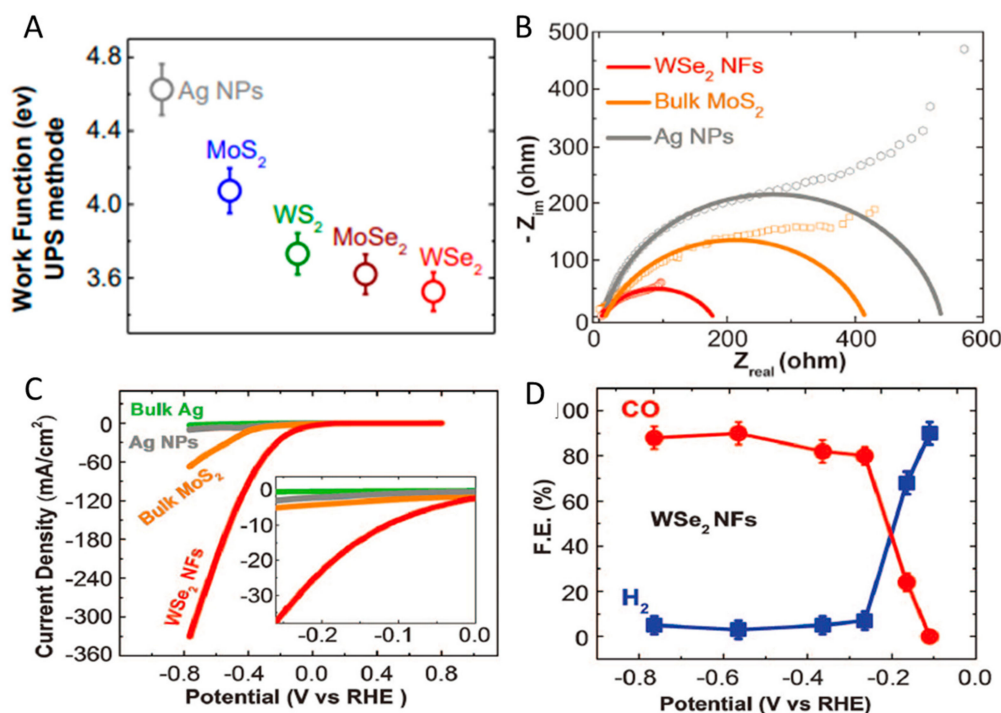 A
Work Function (ev)
UPS methode
4.8
4.4
4.0
3.6
Ag NPs
MoS2
WS2
MoSe2
WSe2
B
- Zim (ohm)
500
400
300
200
100
0
WSe2 NFs
Bulk MoS2
Ag NPs
0 200 400 600
Zreal (ohm)
C
Current Density (mA/cm²)
0
-60
-120
-180
-240
-300
-360
Bulk Ag
Ag NPs
Bulk MoS2
WSe2 NFs
0
-10
-20
-30
-0.2 -0.1 0.0
-0.8 -0.4 0.0 0.4 0.8
Potential (V vs RHE )
D
F.E. (%)
80
60
40
20
0
CO
WSe2 NFs
H2
-0.8 -0.6 -0.4 -0.2 0.0
Potential (V vs RHE)